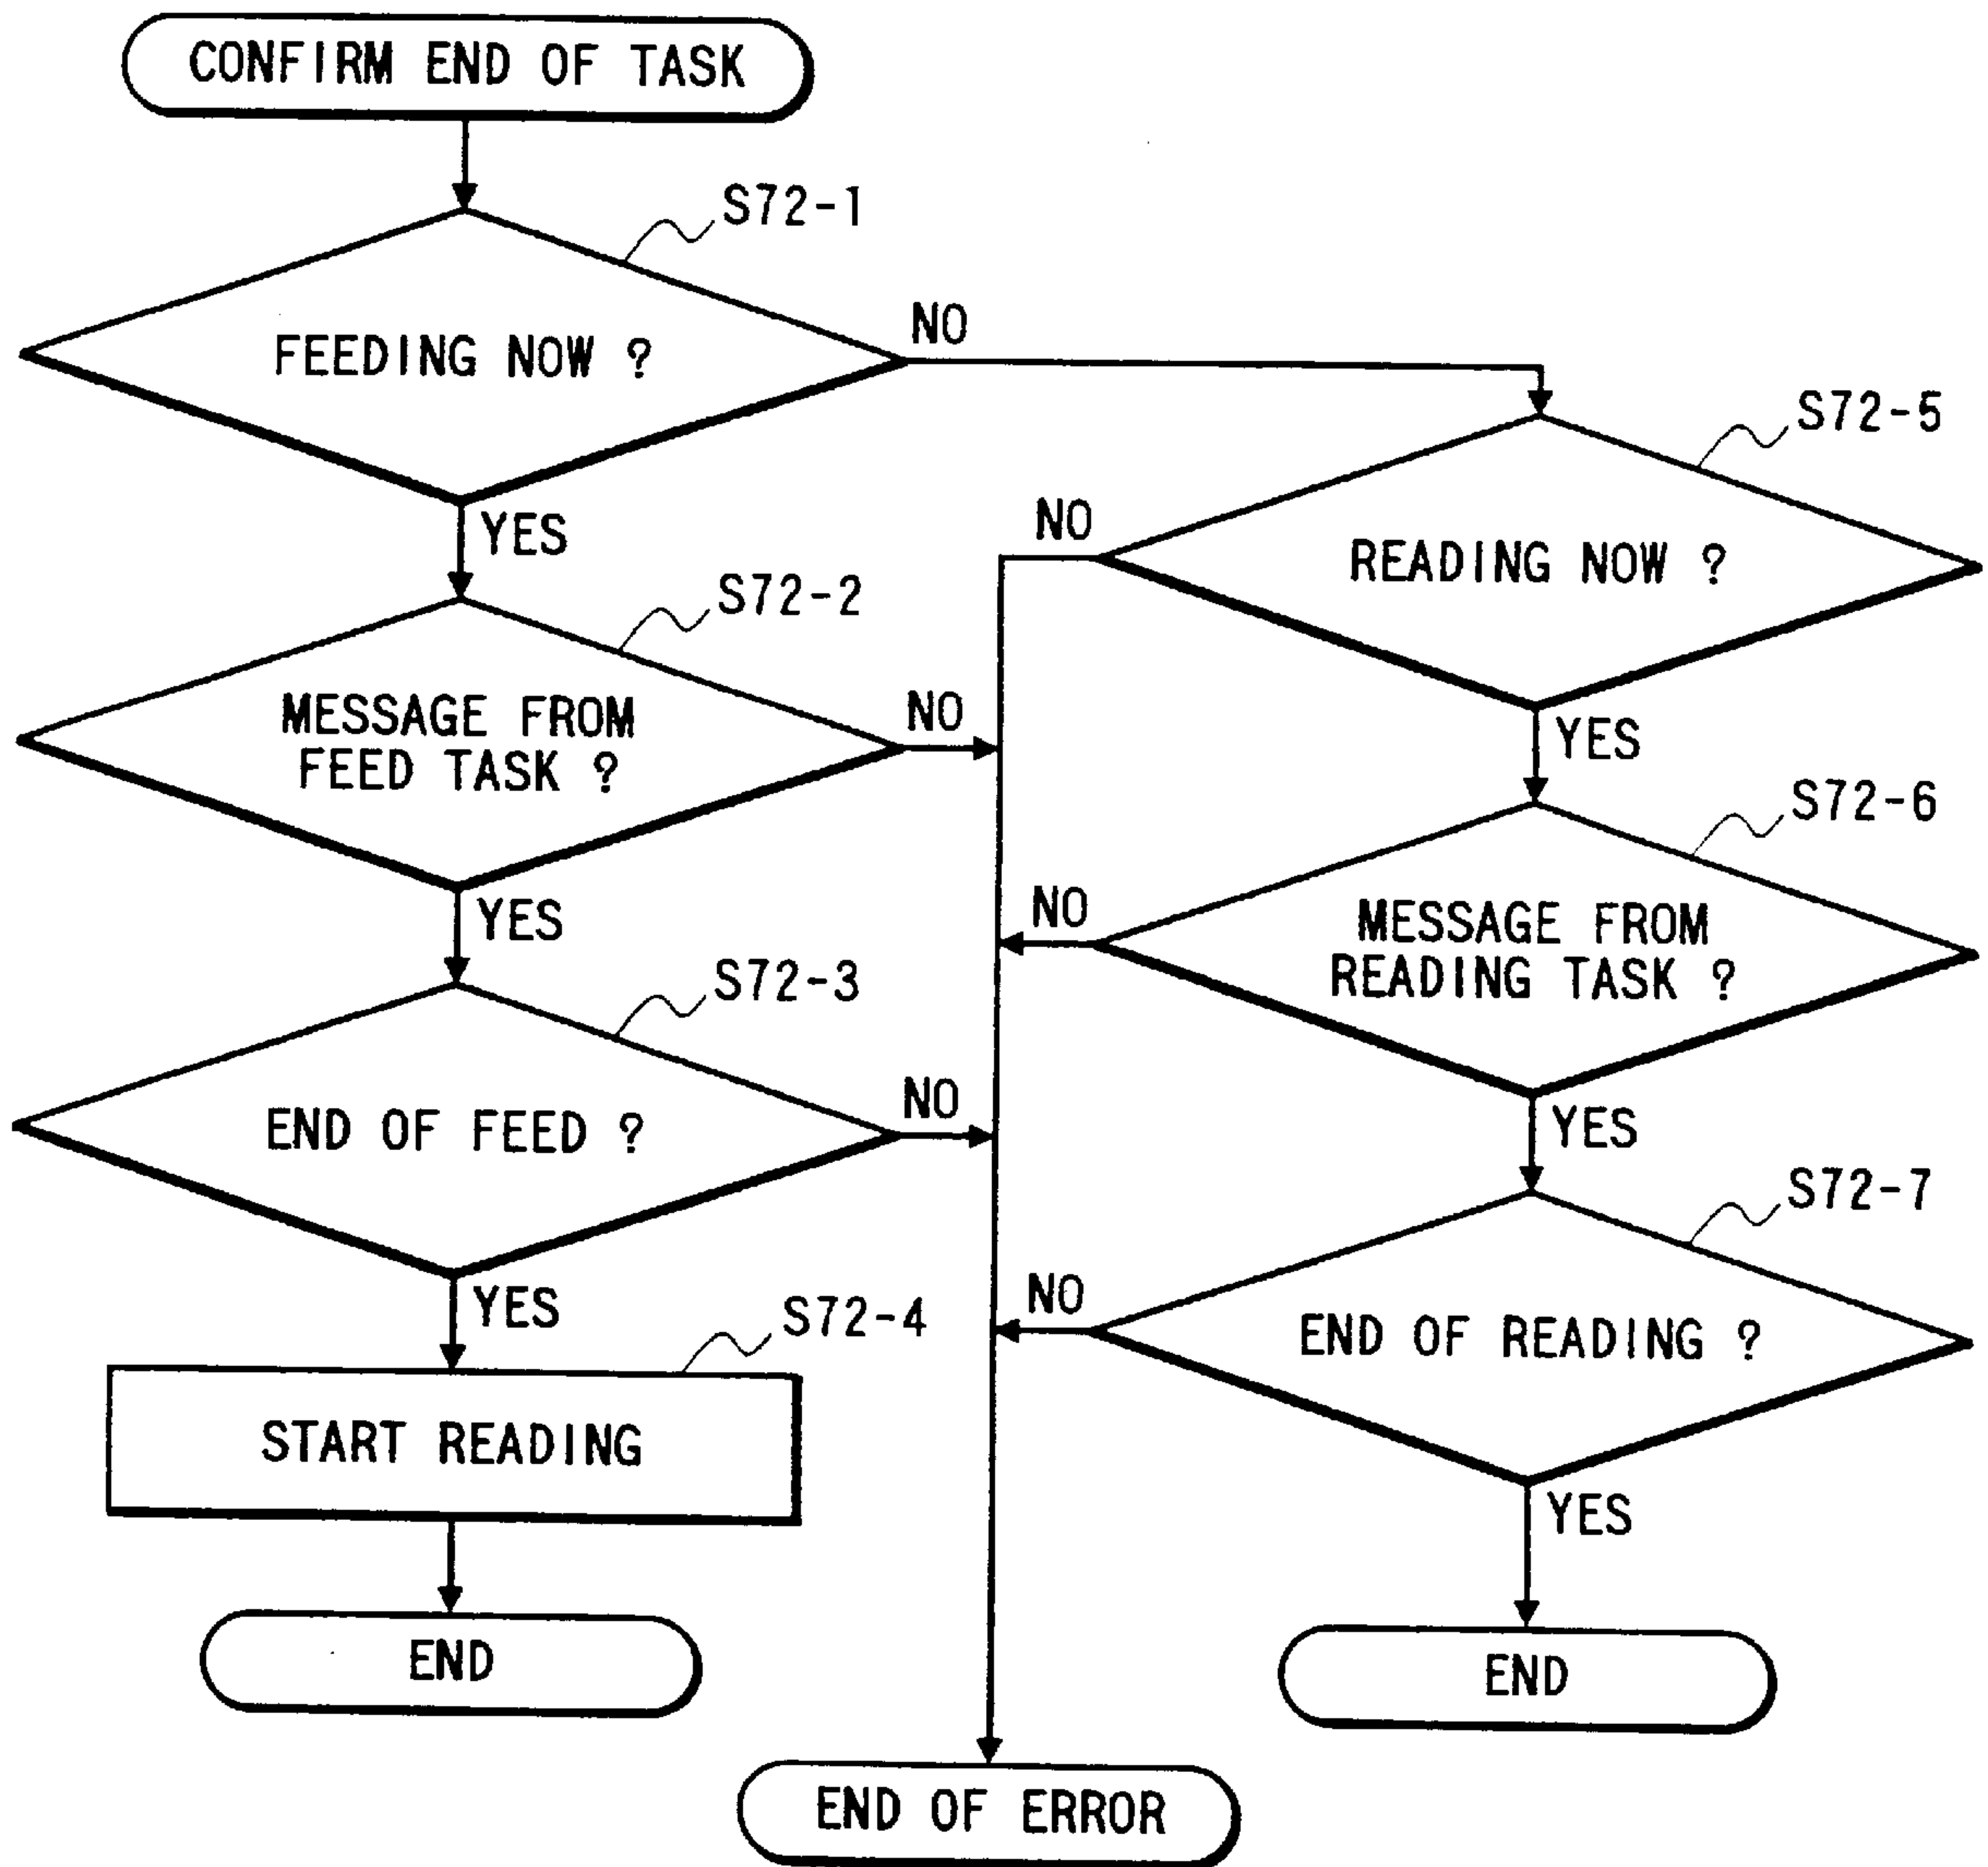 CONFIRM END OF TASK
S72-1
FEEDING NOW ?
NO
YES
S72-5
READING NOW ?
NO
YES
S72-2
MESSAGE FROM
FEED TASK ?
NO
YES
S72-6
MESSAGE FROM
READING TASK ?
NO
YES
S72-3
END OF FEED ?
NO
YES
S72-7
END OF READING ?
NO
YES
S72-4
START READING
END
END
END OF ERROR